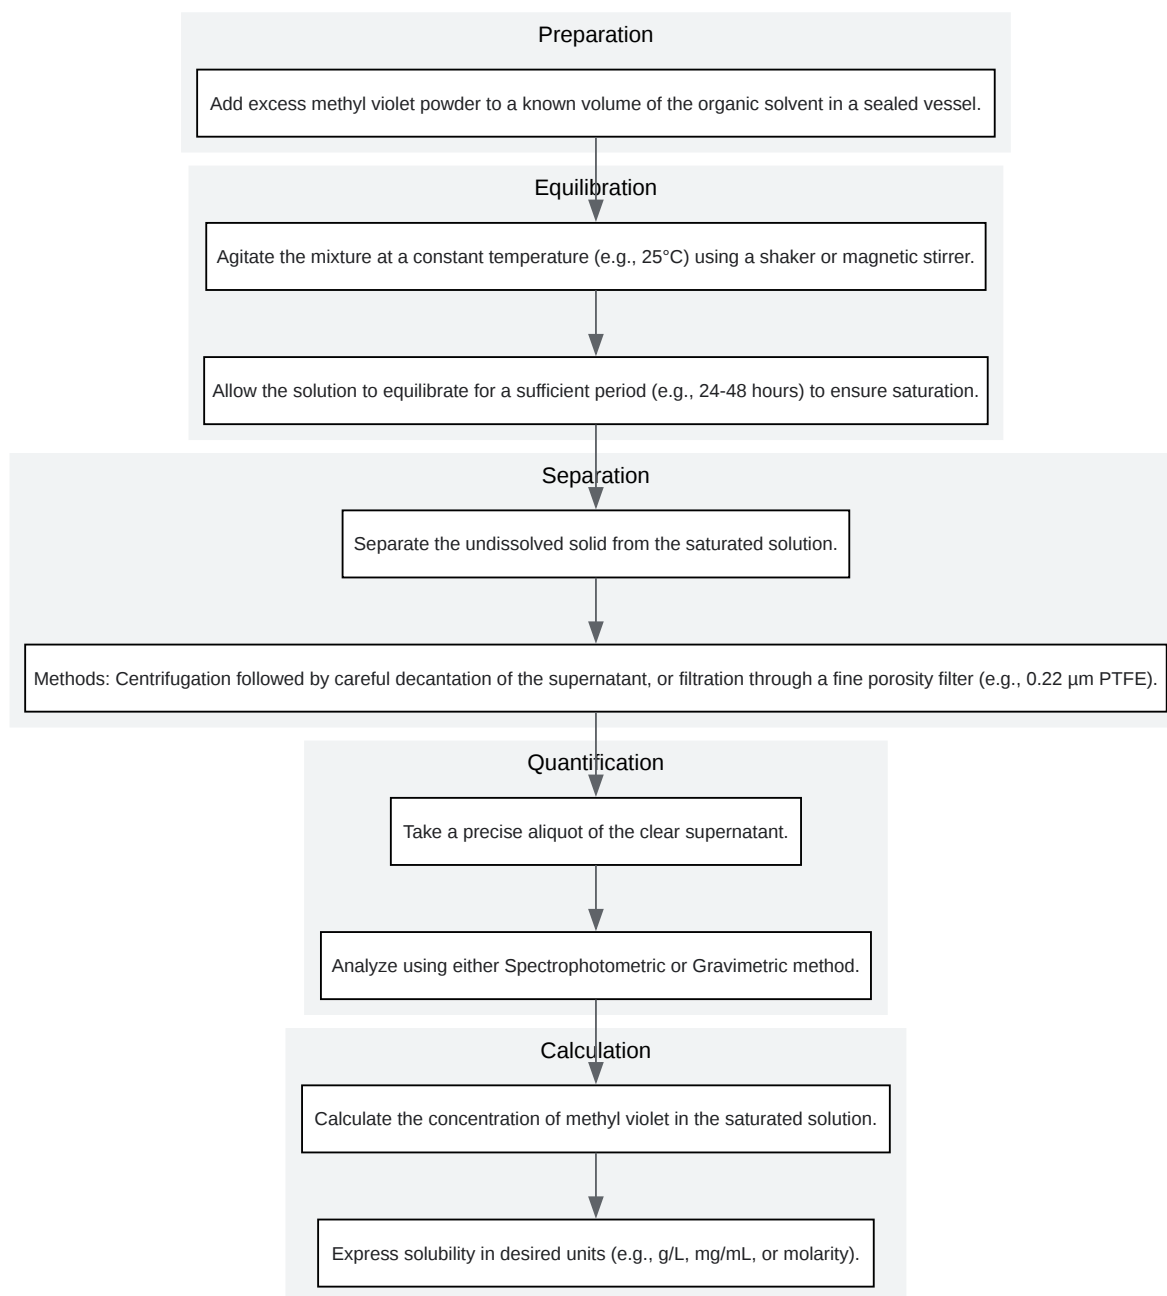 Preparation
Add excess methyl violet powder to a known volume of the organic solvent in a sealed vessel.
Equilibration
Agitate the mixture at a constant temperature (e.g., 25°C) using a shaker or magnetic stirrer.
Allow the solution to equilibrate for a sufficient period (e.g., 24-48 hours) to ensure saturation.
Separation
Separate the undissolved solid from the saturated solution.
Methods: Centrifugation followed by careful decantation of the supernatant, or filtration through a fine porosity filter (e.g., 0.22 µm PTFE).
Quantification
Take a precise aliquot of the clear supernatant.
Analyze using either Spectrophotometric or Gravimetric method.
Calculation
Calculate the concentration of methyl violet in the saturated solution.
Express solubility in desired units (e.g., g/L, mg/mL, or molarity).